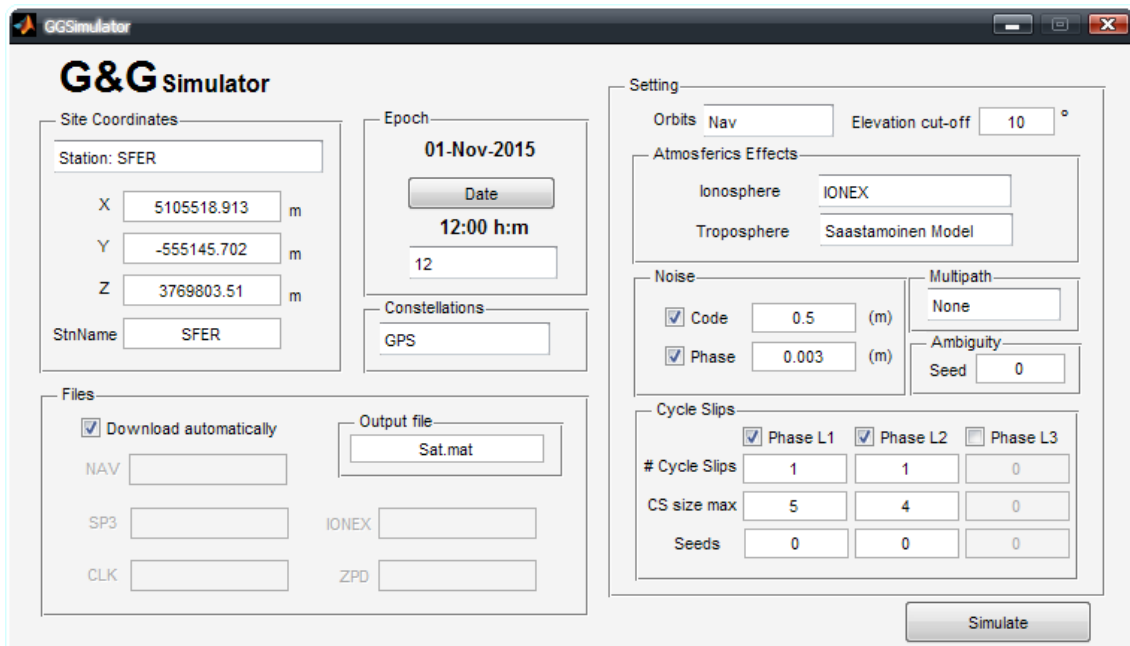 GGSimulator
G&G Simulator
Site Coordinates
Station: SFER
X 5105518.913 m
Y -555145.702 m
Z 3769803.51 m
StnName SFER
Epoch
01-Nov-2015
Date
12:00 h:m
12
Constellations
GPS
Files
Download automatically
Output file
Sat.mat
NAV
SP3
IONEX
CLK
ZPD
Setting
Orbits Nav Elevation cut-off 10 º
Atmosferics Effects
Ionosphere IONEX
Troposphere Saastamoinen Model
Noise
Code 0.5 (m)
Phase 0.003 (m)
Multipath
None
Ambiguity
Seed 0
Cycle Slips
Phase L1 Phase L2 Phase L3
# Cycle Slips 1 1 0
CS size max 5 4 0
Seeds 0 0 0
Simulate